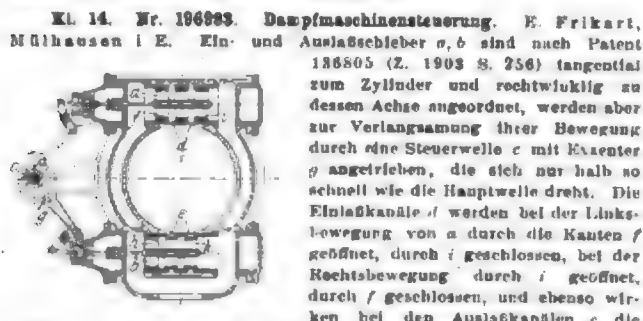 Kl. 14. Nr. 196983. Dampfmaschinensteuerung. E. Frikart,
Mülhausen i E. Ein- und Auslaßschieber a, b sind nach Patent
136805 (Z. 1903 S. 256) tangential
zum Zylinder und rechtwinklig zu
dessen Achse angeordnet, werden aber
zur Verlangsamung ihrer Bewegung
durch eine Steuerwelle c mit Exzenter
g angetrieben, die sich nur halb so
schnell wie die Hauptwelle dreht. Die
Einlaßkanäle d werden bei der Links-
bewegung von a durch die Kanten f
geöffnet, durch i geschlossen, bei der
Rechtsbewegung durch i geöffnet,
durch f geschlossen, und ebenso wir-
ken bei den Auslaßkanälen e die